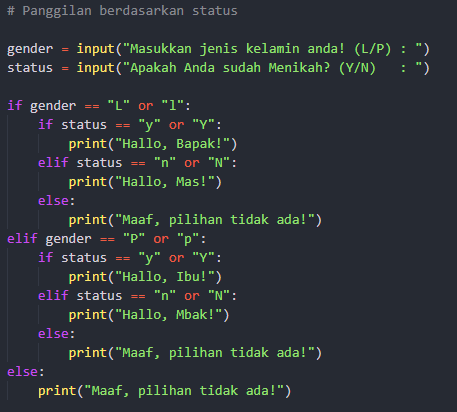 # Panggilan berdasarkan status

gender = input("Masukkan jenis kelamin anda! (L/P) : ")
status = input("Apakah Anda sudah Menikah? (Y/N)   : ")

if gender == "L" or "l":
    if status == "y" or "Y":
        print("Hallo, Bapak!")
    elif status == "n" or "N":
        print("Hallo, Mas!")
    else:
        print("Maaf, pilihan tidak ada!")
elif gender == "P" or "p":
    if status == "y" or "Y":
        print("Hallo, Ibu!")
    elif status == "n" or "N":
        print("Hallo, Mbak!")
    else:
        print("Maaf, pilihan tidak ada!")
else:
    print("Maaf, pilihan tidak ada!")